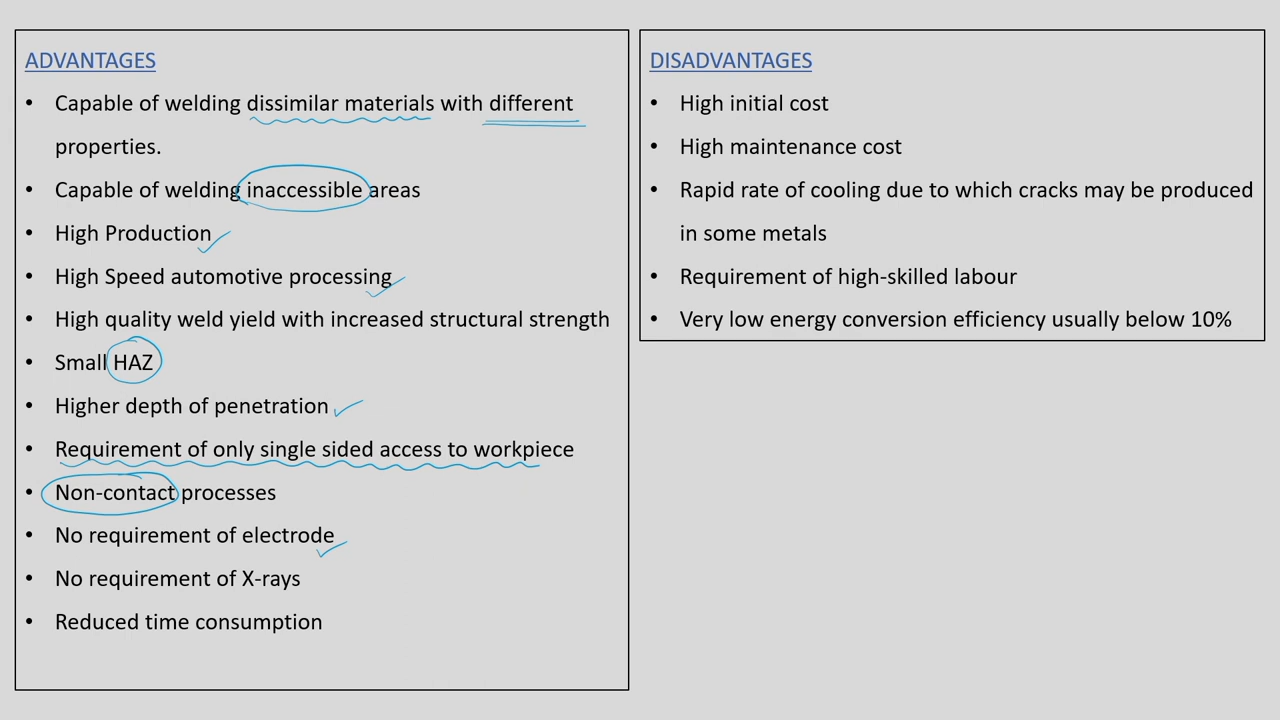 ADVANTAGES
• Capable of welding dissimilar materials with different
properties.
• Capable of welding inaccessible areas
• High Production
• High Speed automotive processing
• High quality weld yield with increased structural strength
• Small HAZ
• Higher depth of penetration
• Requirement of only single sided access to workpiece
• Non-contact processes
• No requirement of electrode
• No requirement of X-rays
• Reduced time consumption
DISADVANTAGES
• High initial cost
• High maintenance cost
• Rapid rate of cooling due to which cracks may be produced
in some metals
• Requirement of high-skilled labour
• Very low energy conversion efficiency usually below 10%